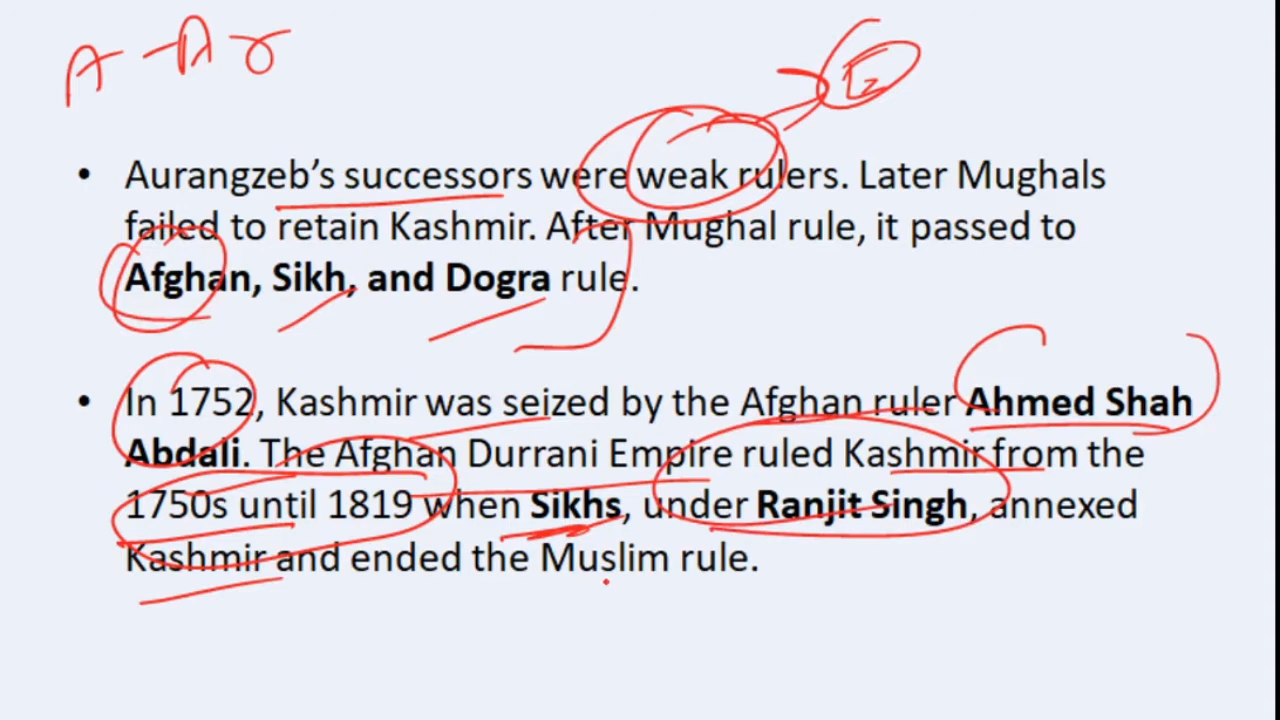 • Aurangzeb’s successors were weak rulers. Later Mughals
failed to retain Kashmir. After Mughal rule, it passed to
Afghan, Sikh, and Dogra rule.
• In 1752, Kashmir was seized by the Afghan ruler Ahmed Shah
Abdali. The Afghan Durrani Empire ruled Kashmir from the
1750s until 1819 when Sikhs, under Ranjit Singh, annexed
Kashmir and ended the Muslim rule.